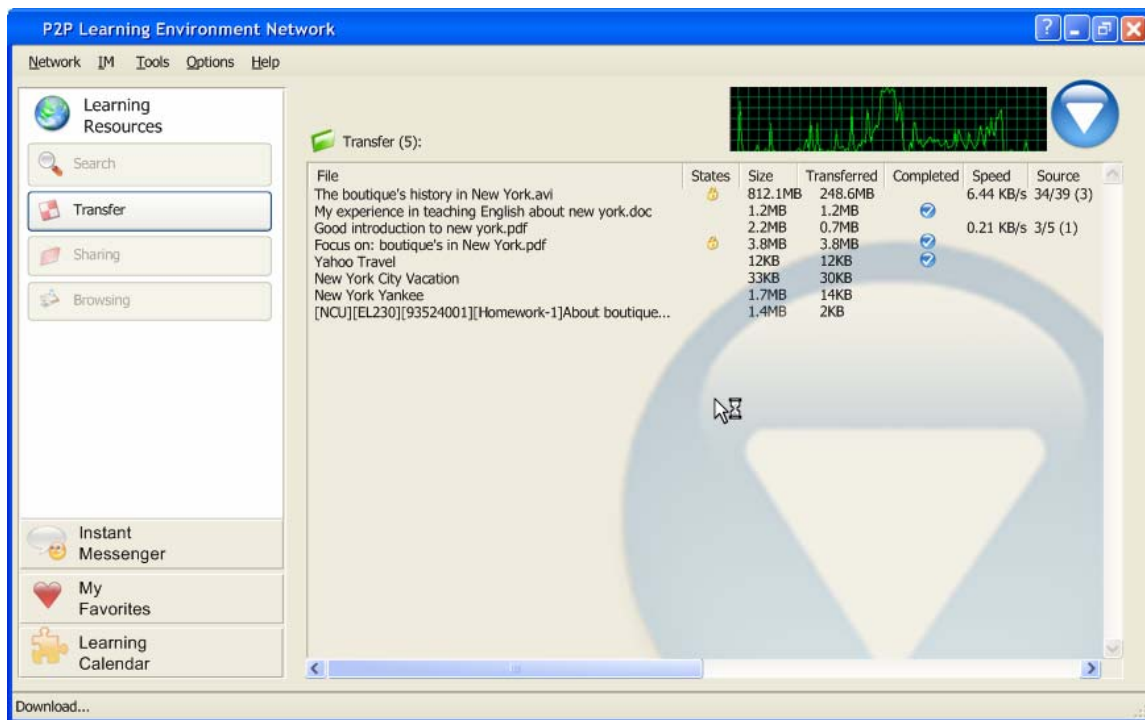 P2P Learning Environment Network
Network IM Tools Options Help
Learning
Resources
Search
Transfer
Sharing
Browsing
Instant
Messenger
My
Favorites
Learning
Calendar
Transfer (5):
File States Size Transferred Completed Speed Source
The boutique's history in New York.avi 812.1MB 248.6MB 6.44 KB/s 34/39 (3)
My experience in teaching English about new york.doc 1.2MB 1.2MB
Good introduction to new york.pdf 2.2MB 0.7MB 0.21 KB/s 3/5 (1)
Focus on: boutique's in New York.pdf 3.8MB 3.8MB
Yahoo Travel 12KB 12KB
New York City Vacation 33KB 30KB
New York Yankee 1.7MB 14KB
[NCU][EL230][93524001][Homework-1]About boutique... 1.4MB 2KB
Download...